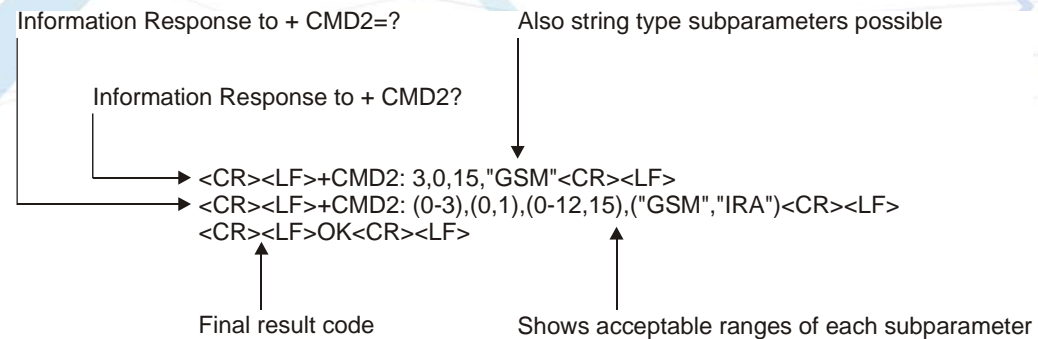 Information Response to + CMD2=?
Also string type subparameters possible
Information Response to + CMD2?
<CR><LF>+CMD2: 3,0,15,"GSM"<CR><LF>
<CR><LF>+CMD2: (0-3),(0,1),(0-12,15),("GSM","IRA")<CR><LF>
<CR><LF>OK<CR><LF>
Final result code
Shows acceptable ranges of each subparameter